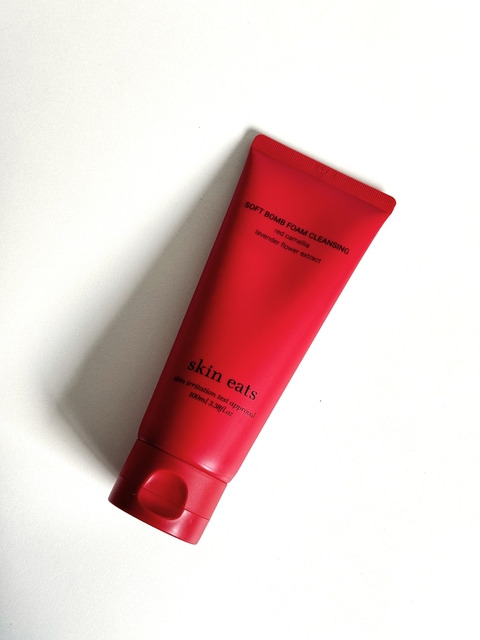 SOFT BOMB FOAM CLEANSING
red camellia
lavender flower extract
skin eats
skin irritation test approval
100ml 3.38fl.oz